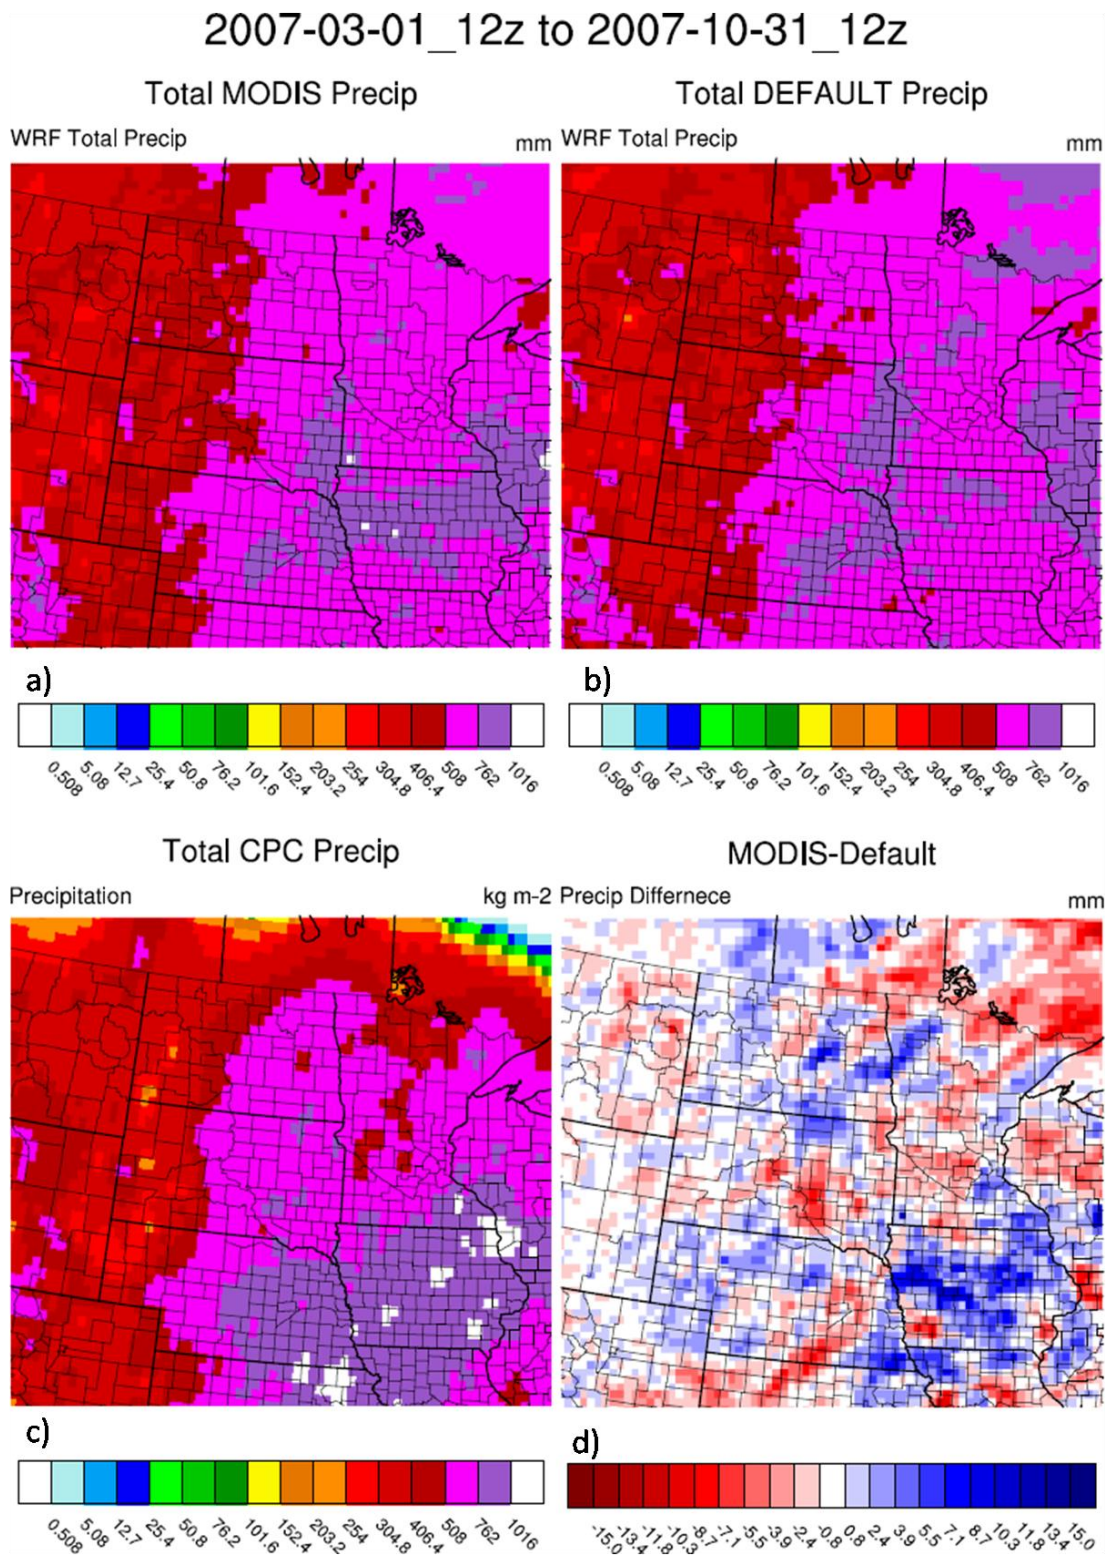 2007-03-01_12z to 2007-10-31_12z
Total MODIS Precip
Total DEFAULT Precip
WRF Total Precip
mm
WRF Total Precip
mm
a)
b)
0.508 5.08 12.7 25.4 50.8 76.2 101.6 152.4 203.2 254 304.8 406.4 508 762 1016
0.508 5.08 12.7 25.4 50.8 76.2 101.6 152.4 203.2 254 304.8 406.4 508 762 1016
Total CPC Precip
MODIS-Default
Precipitation
kg m-2
Precip Differnece
mm
c)
d)
0.508 5.08 12.7 25.4 50.8 76.2 101.6 152.4 203.2 254 304.8 406.4 508 762 1016
-15.0 -13.4 -11.8 -10.3 -8.7 -7.1 -5.5 -3.9 -2.4 -0.8 0.8 2.4 3.9 5.5 7.1 8.7 10.3 11.8 13.4 15.0